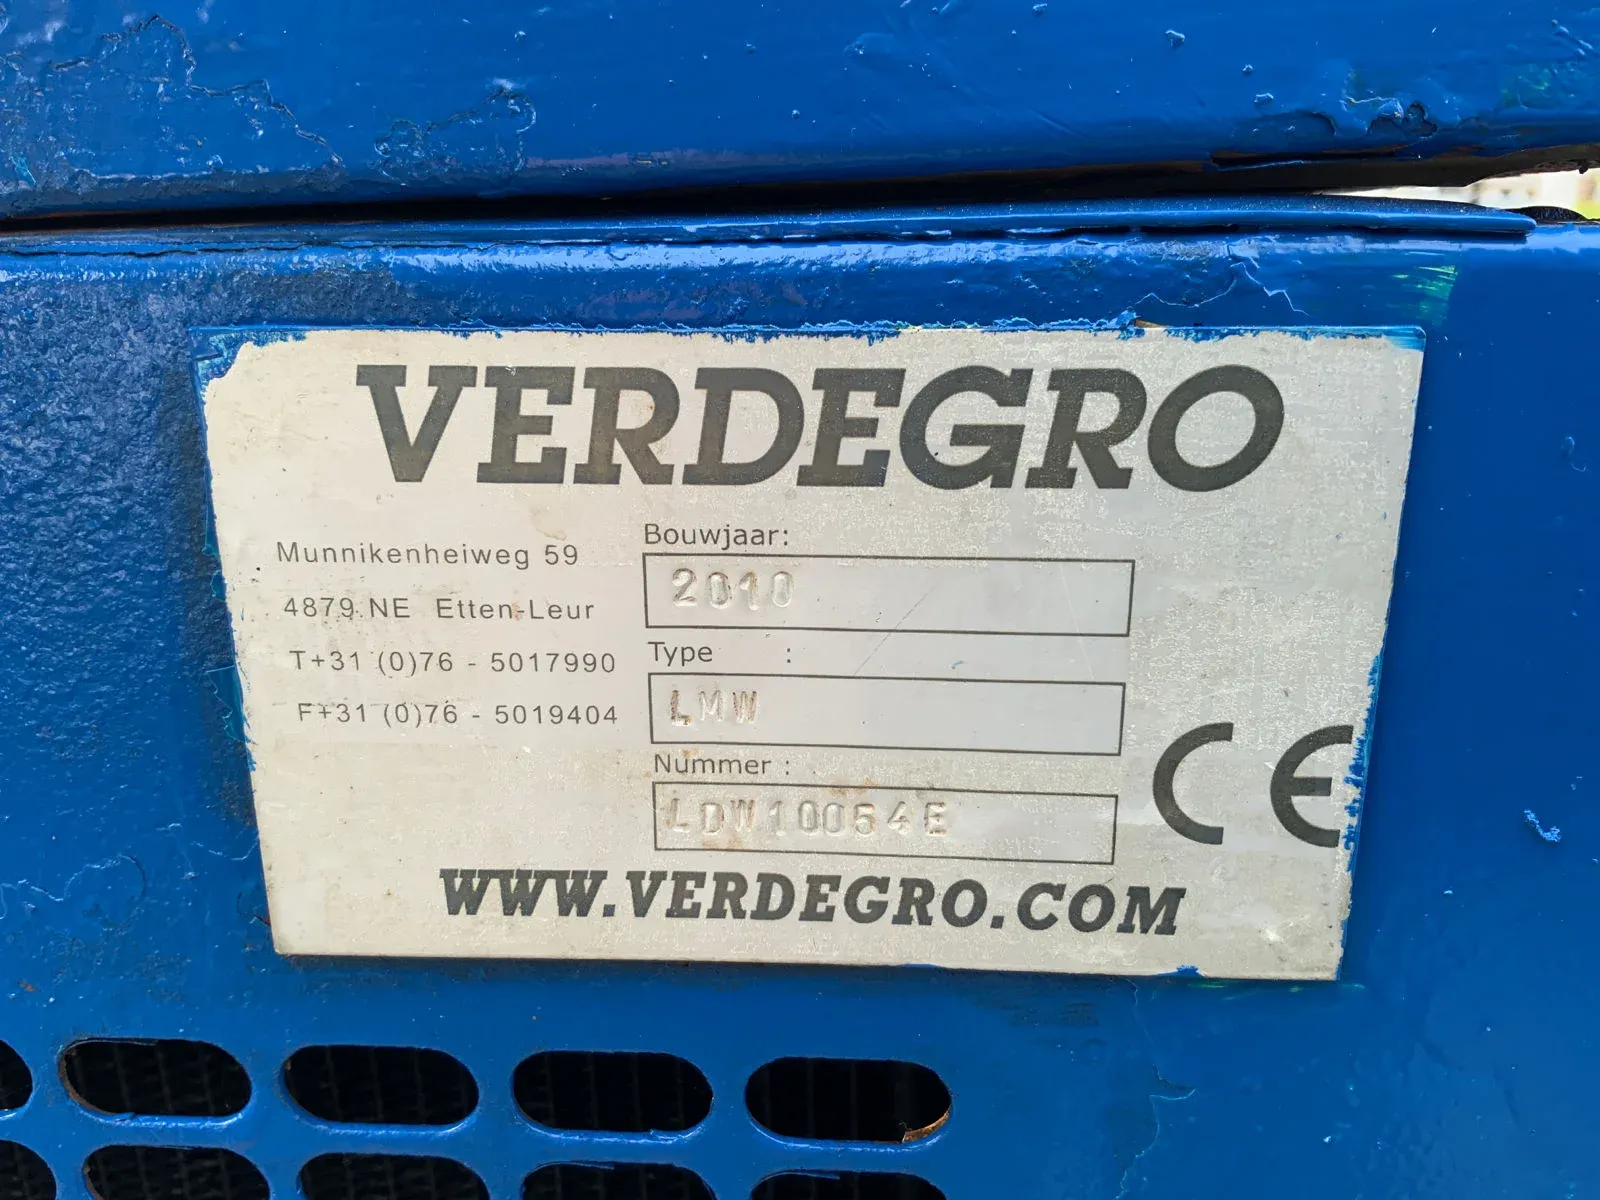 VERDEGRO
Munnikenheiweg 59
4879 NE Etten-Leur
T+31 (0)76 - 5017990
F+31 (0)76 - 5019404
Bouwjaar:
2010
Type :
LMW
Nummer :
LDW10054E
CE
WWW.VERDEGRO.COM